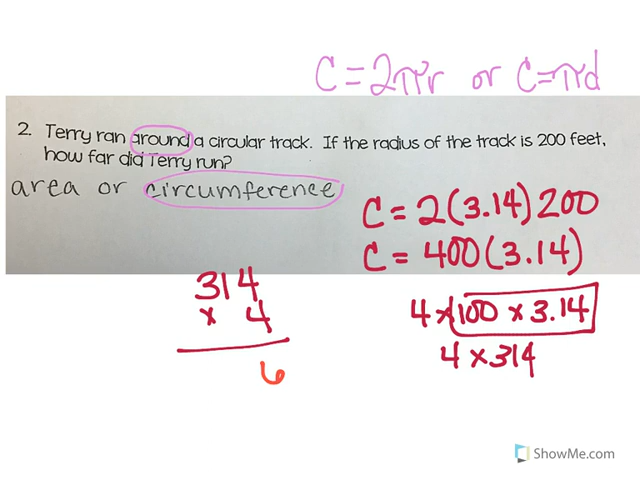 C = 2πr or C = πd
2. Terry ran around a circular track. If the radius of the track is 200 feet,
how far did Terry run?
area or circumference
C = 2(3.14)200
C = 400(3.14)
314
x 4
6
4 x 100 x 3.14
4 x 314
ShowMe.com